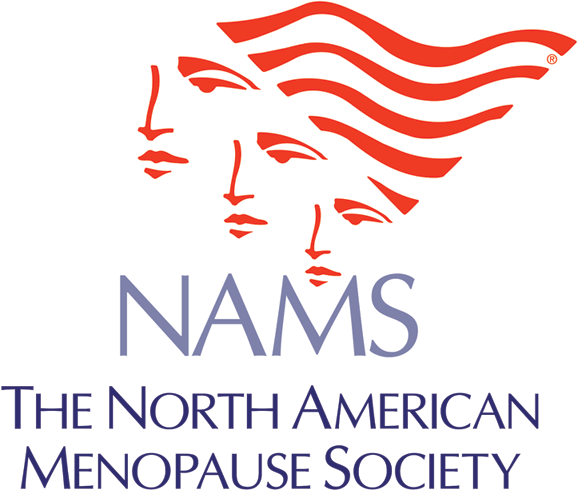 ®
NAMS
THE NORTH AMERICAN
MENOPAUSE SOCIETY